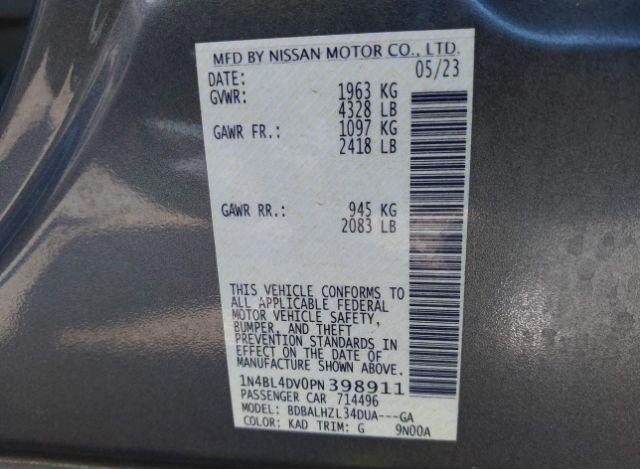 MFD BY NISSAN MOTOR CO., LTD.
DATE: 05/23
GVWR: 1963 KG
4328 LB
GAWR FR.: 1097 KG
2418 LB
GAWR RR.: 945 KG
2083 LB
THIS VEHICLE CONFORMS TO
ALL APPLICABLE FEDERAL
MOTOR VEHICLE SAFETY,
BUMPER, AND THEFT
PREVENTION STANDARDS IN
EFFECT ON THE DATE OF
MANUFACTURE SHOWN ABOVE.
1N4BL4DV0PN398911
PASSENGER CAR 714496
MODEL: BDBALHZL34DUA---GA
COLOR: KAD TRIM: G 9N00A